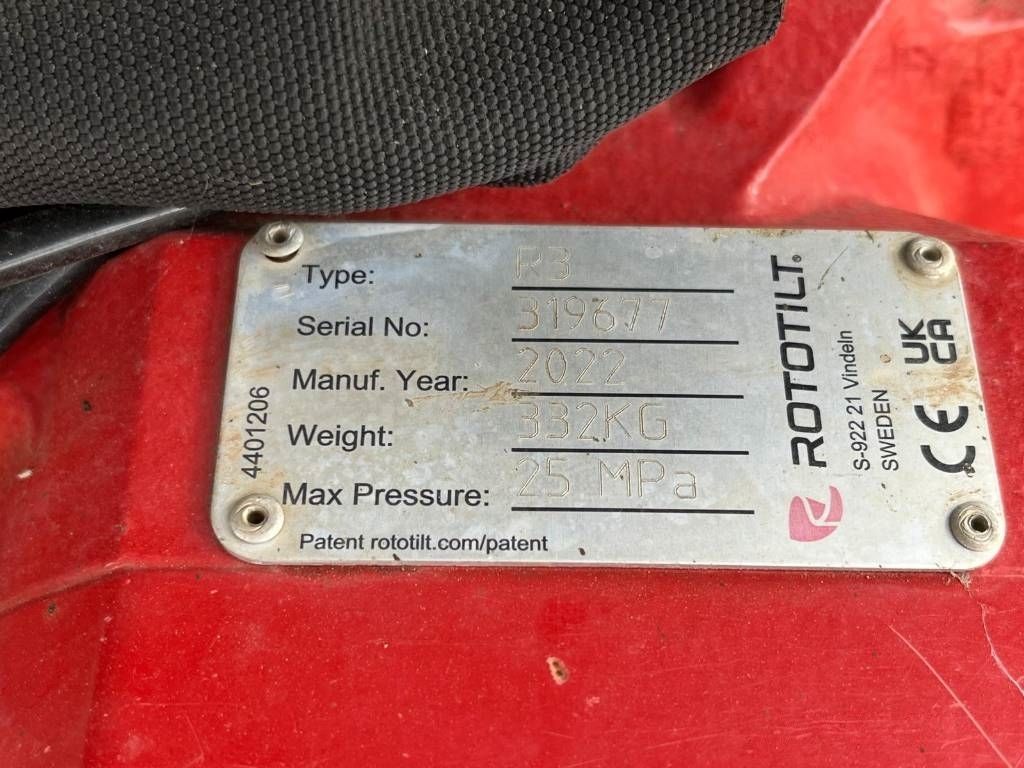 Type: R3
Serial No: 319677
Manuf. Year: 2022
Weight: 332KG
Max Pressure: 25 MPa
Patent rototilt.com/patent
4401206
ROTOTILT®
S-922 21 Vindeln
SWEDEN
UK
CA
CE